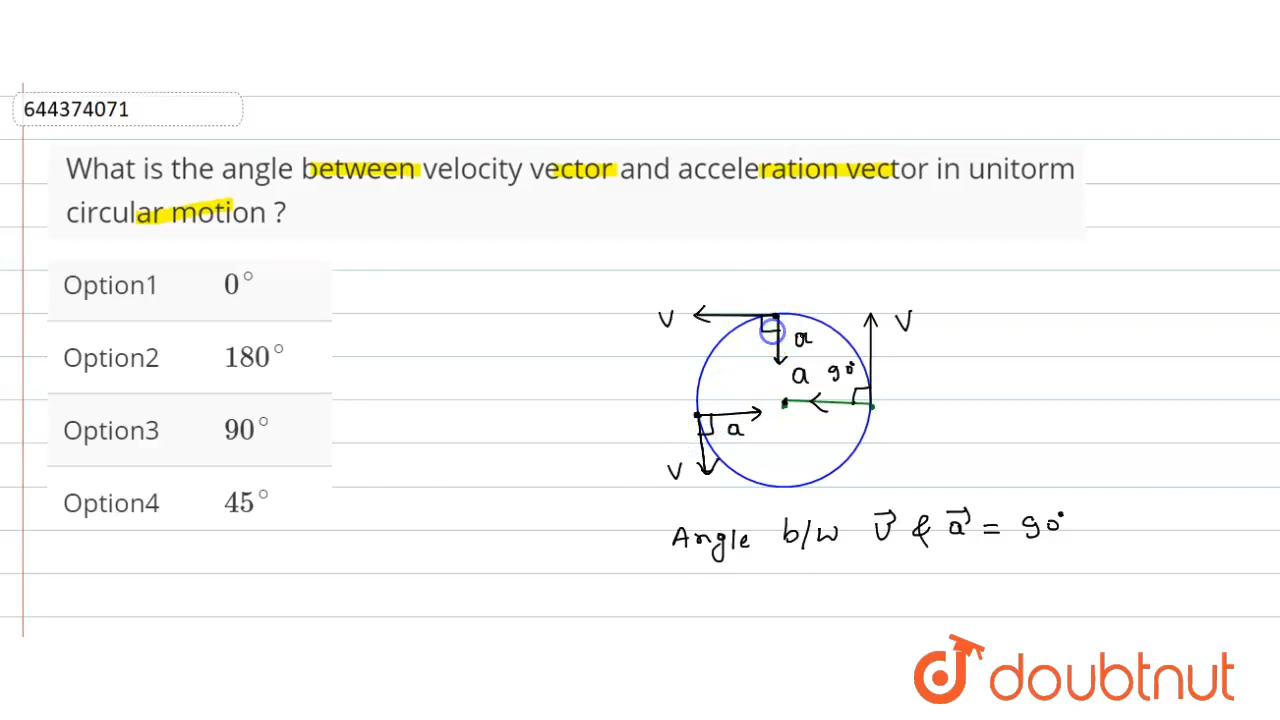 644374071
What is the angle between velocity vector and acceleration vector in unitorm
circular motion ?
Option1 0°
Option2 180°
Option3 90°
Option4 45°
V
V
a
a 90°
a
V
Angle b/w v⃗ & a⃗ = 90°
doubtnut